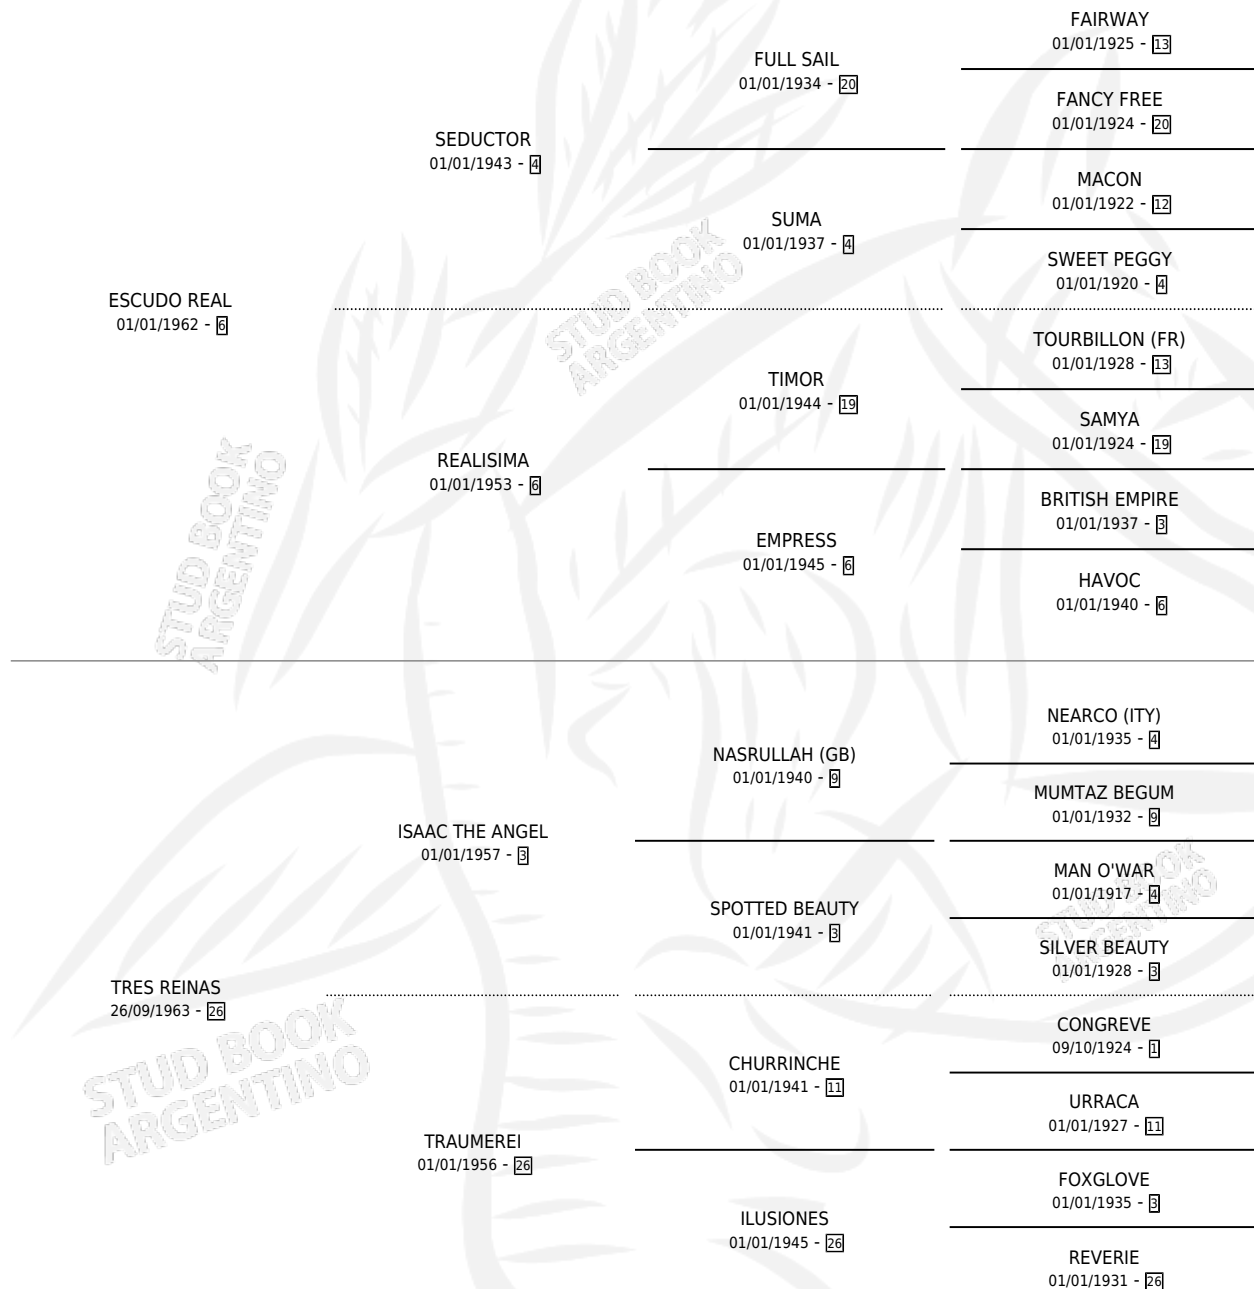 ESCUDO REAL
01/01/1962 - 6
SEDUCTOR
01/01/1943 - 4
FULL SAIL
01/01/1934 - 20
FAIRWAY
01/01/1925 - 13
FANCY FREE
01/01/1924 - 20
SUMA
01/01/1937 - 4
MACON
01/01/1922 - 12
SWEET PEGGY
01/01/1920 - 4
REALISIMA
01/01/1953 - 6
TIMOR
01/01/1944 - 19
TOURBILLON (FR)
01/01/1928 - 13
SAMYA
01/01/1924 - 19
EMPRESS
01/01/1945 - 6
BRITISH EMPIRE
01/01/1937 - 3
HAVOC
01/01/1940 - 6
TRES REINAS
26/09/1963 - 26
ISAAC THE ANGEL
01/01/1957 - 3
NASRULLAH (GB)
01/01/1940 - 9
NEARCO (ITY)
01/01/1935 - 4
MUMTAZ BEGUM
01/01/1932 - 9
SPOTTED BEAUTY
01/01/1941 - 3
MAN O'WAR
01/01/1917 - 4
SILVER BEAUTY
01/01/1928 - 3
TRAUMEREI
01/01/1956 - 26
CHURRINCHE
01/01/1941 - 11
CONGREVE
09/10/1924 - 1
URRACA
01/01/1927 - 11
ILUSIONES
01/01/1945 - 26
FOXGLOVE
01/01/1935 - 3
REVERIE
01/01/1931 - 26
STUD BOOK
ARGENTINO
STUD BOOK
ARGENTINO
STUD BOOK
ARGENTINO
STUD BOOK
ARGENTINO